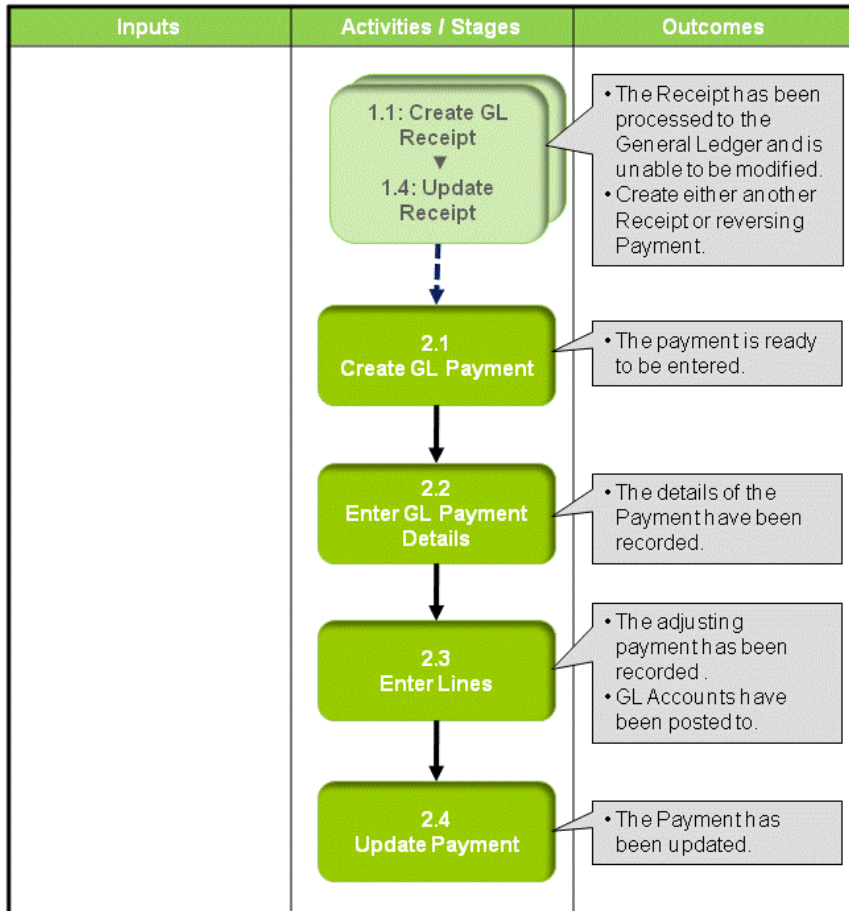 Inputs
Activities / Stages
Outcomes
1.1: Create GL
Receipt
▼
1.4: Update
Receipt
• The Receipt has been
processed to the
General Ledger and is
unable to be modified.
• Create either another
Receipt or reversing
Payment.
2.1
Create GL Payment
• The payment is ready
to be entered.
2.2
Enter GL Payment
Details
• The details of the
Payment have been
recorded.
2.3
Enter Lines
• The adjusting
payment has been
recorded .
• GL Accounts have
been posted to.
2.4
Update Payment
• The Payment has
been updated.